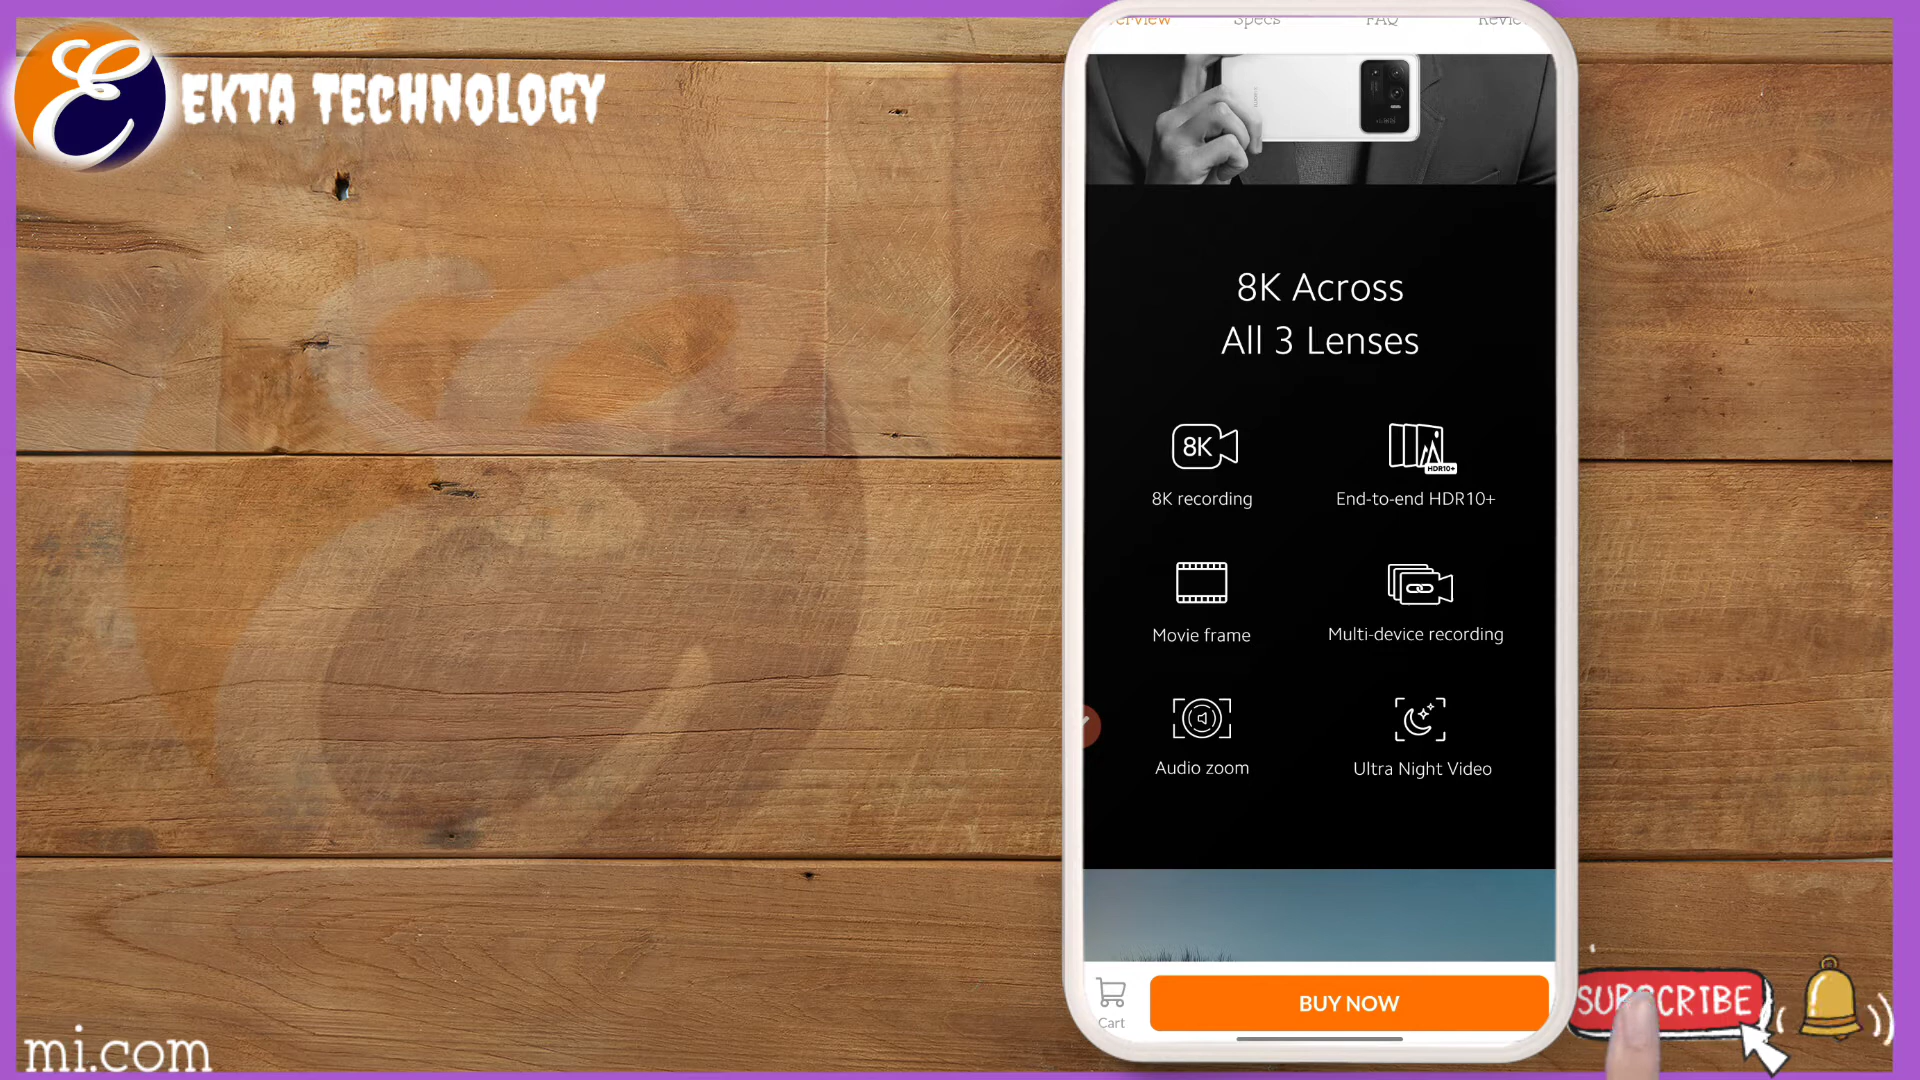 EKTA TECHNOLOGY
Specs
FAQ
8K Across
All 3 Lenses
8K
HDR10+
8K recording
End-to-end HDR10+
Movie frame
Multi-device recording
Audio zoom
Ultra Night Video
Cart
BUY NOW
SUBSCRIBE
mi.com